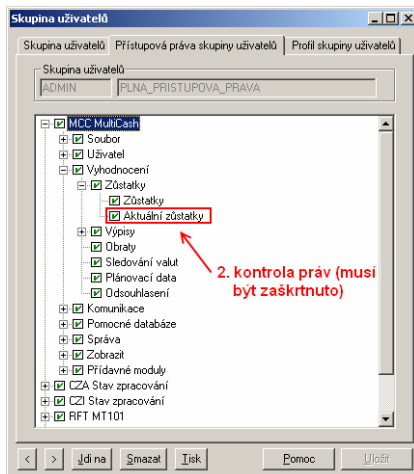 Skupina uživatelů
Skupina uživatelů Přístupová práva skupiny uživatelů Profil skupiny uživatelů
Skupina uživatelů
ADMIN PLNA_PRISTUPOVA_PRAVA
MCC MultiCash
Soubor
Uživatel
Vyhodnocení
Zůstatky
Zůstatky
Aktuální zůstatky
Výpisy
Obraty
Sledování valut
Plánovací data
Odsouhlasení
2. kontrola práv (musí
být zaškrtnuto)
Komunikace
Pomocné databáze
Správa
Zobrazit
Přídavné moduly
CZA Stav zpracování
CZI Stav zpracování
RFT MT101
< > Jdi na Smazat Tisk Pomoc Uložit